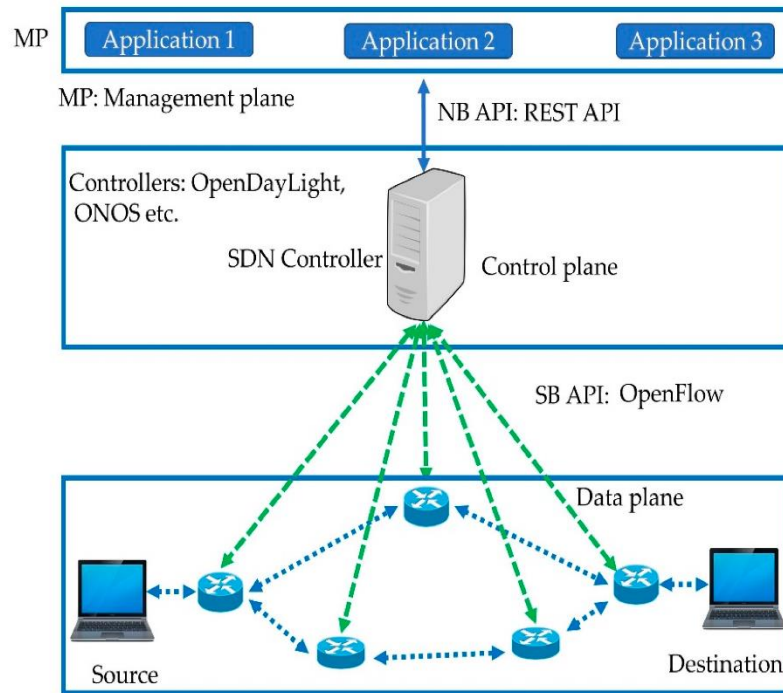 MP
Application 1
Application 2
Application 3
MP: Management plane
NB API: REST API
Controllers: OpenDayLight,
ONOS etc.
SDN Controller
Control plane
SB API: OpenFlow
Data plane
Source
Destination